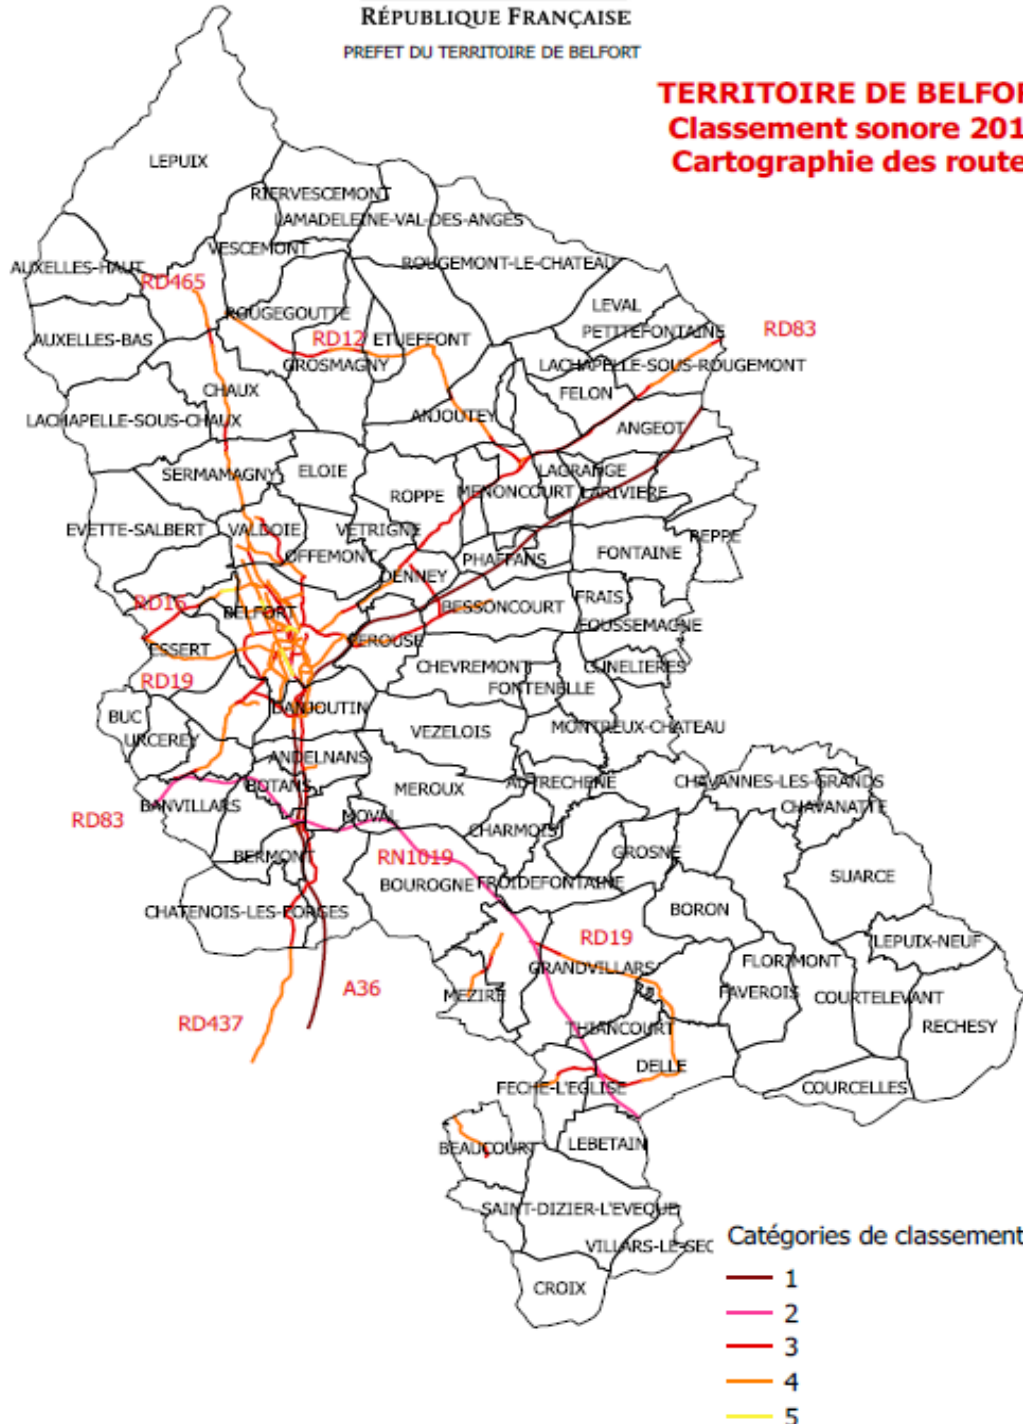 RÉPUBLIQUE FRANÇAISE
PREFET DU TERRITOIRE DE BELFORT
TERRITOIRE DE BELFOR
Classement sonore 201
Cartographie des route
LEPUIX
RIERVESCEMONT
LAMADELEINE-VAL-DES-ANGES
VESCEMONT
ROUGEMONT-LE-CHATEAU
AUXELLES-HAUT
RD465
LEVAL
ROUGEGOUTTE
PETITEFONTAINE
RD83
AUXELLES-BAS
RD12
ETUEFFONT
GROSMAGNY
LACHAPELLE-SOUS-ROUGEMONT
CHAUX
FELON
LACHAPELLE-SOUS-CHAUX
ANJOUTEY
ANGEOT
SERMAMAGNY
ELOIE
LAGRANGE
ROPPE
MENONCOURT
LARIVIERE
EVETTE-SALBERT
VALDOIE
VETRIGNE
REPPE
OFFEMONT
PHAFFANS
FONTAINE
DENNEY
RD16
BELFORT
BESSONCOURT
FRAIS
FOUSSEMAGNE
ESSERT
PEROUSE
CHEVREMONT
CUNELIERES
RD19
FONTENELLE
BUC
DANJOUTIN
URCEREY
VEZELOIS
MONTREUX-CHATEAU
ANDELNANS
BOTANS
MEROUX
AUTRECHENE
CHAVANNES-LES-GRANDS
BANVILLARS
CHAVANATTE
RD83
MOVAL
CHARMOIS
BERMONT
RN1019
GROSNE
BOUROGNE
FROIDEFONTAINE
SUARCE
CHATENOIS-LES-FORGES
BORON
RD19
LEPUIX-NEUF
GRANDVILLARS
FLORIMONT
A36
MEZIRE
FAVEROIS
COURTELEVANT
RD437
THIANCOURT
RECHESY
DELLE
FECHE-L'EGLISE
COURCELLES
BEAUCOURT
LEBETAIN
SAINT-DIZIER-L'EVEQUE
VILLARS-LE-SEC
CROIX
Catégories de classement
1
2
3
4
5